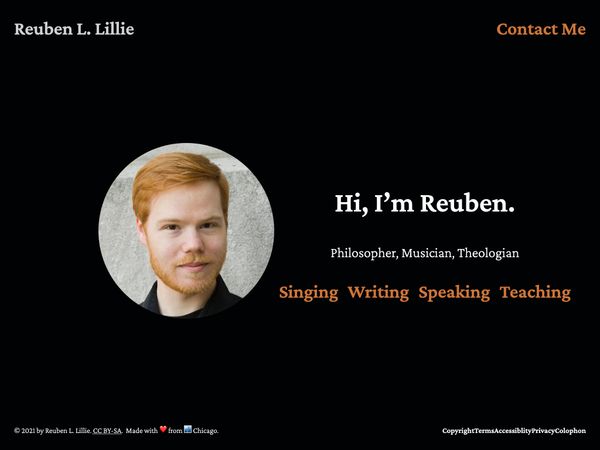 Reuben L. Lillie
Contact Me
Hi, I’m Reuben.
Philosopher, Musician, Theologian
Singing Writing Speaking Teaching
© 2021 by Reuben L. Lillie. CC BY-SA. Made with ❤️ from 🏙️ Chicago.
CopyrightTermsAccessiblityPrivacyColophon